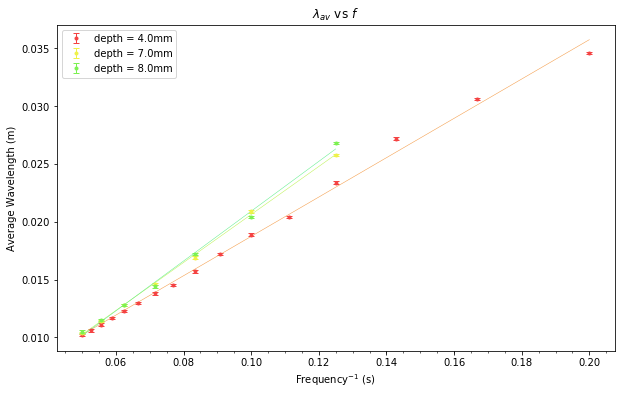 λ_av vs f
depth = 4.0mm
depth = 7.0mm
depth = 8.0mm
Average Wavelength (m)
0.035
0.030
0.025
0.020
0.015
0.010
0.06 0.08 0.10 0.12 0.14 0.16 0.18 0.20
Frequency⁻¹ (s)